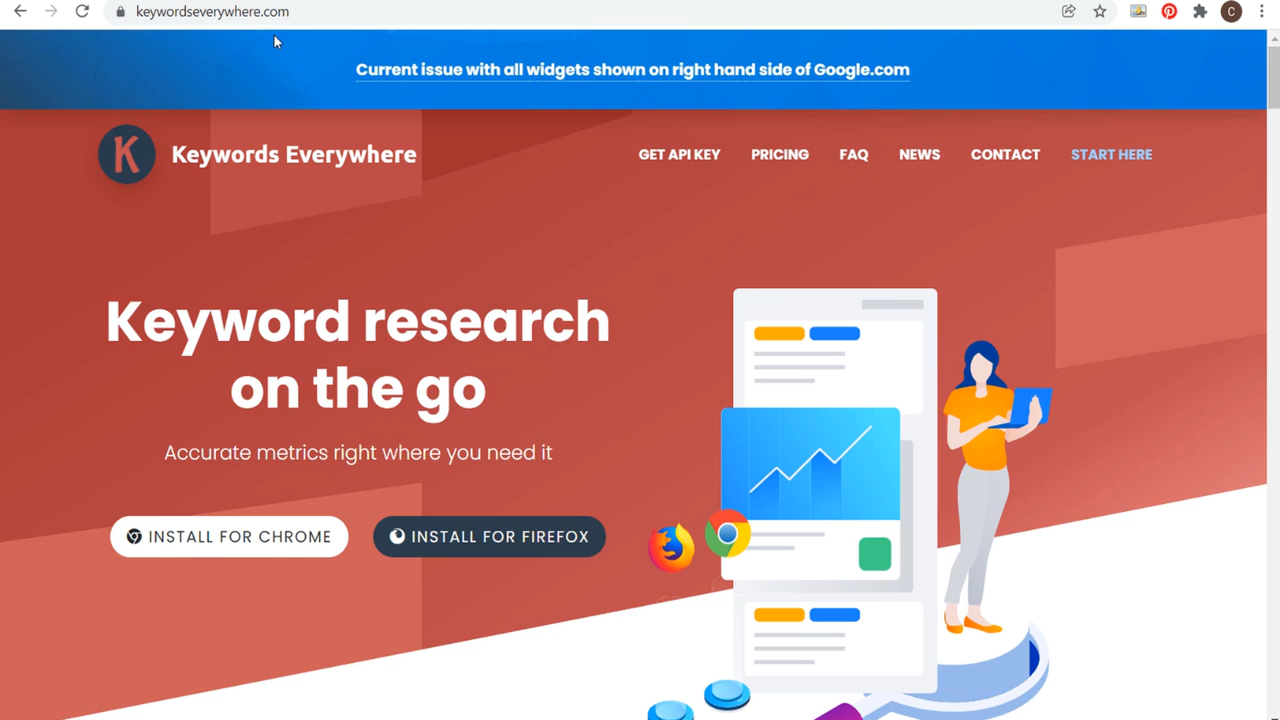 keywordseverywhere.com
C
Current issue with all widgets shown on right hand side of Google.com
K
Keywords Everywhere
GET API KEY PRICING FAQ NEWS CONTACT START HERE
Keyword research
on the go
Accurate metrics right where you need it
INSTALL FOR CHROME INSTALL FOR FIREFOX